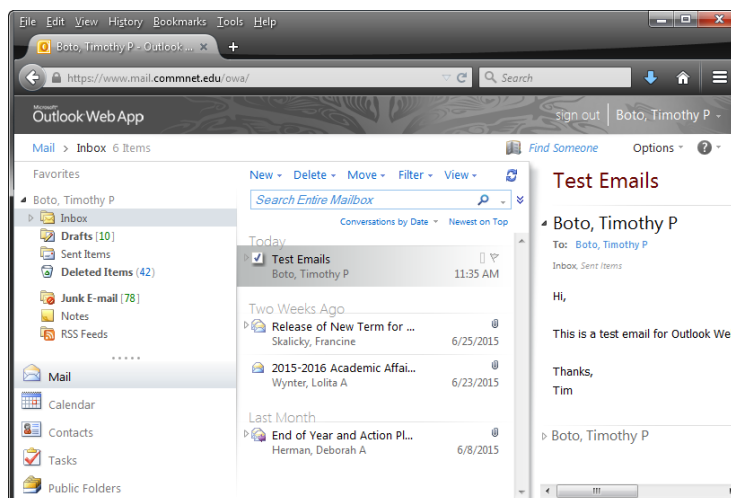 File Edit View History Bookmarks Tools Help
Boto, Timothy P - Outlook ... × +
https://www.mail.commnet.edu/owa/ Search
Microsoft
Outlook Web App sign out | Boto, Timothy P
Mail > Inbox 6 Items Find Someone Options ?
Favorites
Boto, Timothy P
Inbox
Drafts [10]
Sent Items
Deleted Items (42)
Junk E-mail [78]
Notes
RSS Feeds
Mail
Calendar
Contacts
Tasks
Public Folders
New Delete Move Filter View
Search Entire Mailbox
Conversations by Date Newest on Top
Today
Test Emails
Boto, Timothy P 11:35 AM
Two Weeks Ago
Release of New Term for ...
Skalicky, Francine 6/25/2015
2015-2016 Academic Affai...
Wynter, Lolita A 6/23/2015
Last Month
End of Year and Action Pl...
Herman, Deborah A 6/8/2015
Test Emails
Boto, Timothy P
To: Boto, Timothy P
Inbox, Sent Items
Hi,
This is a test email for Outlook We
Thanks,
Tim
Boto, Timothy P